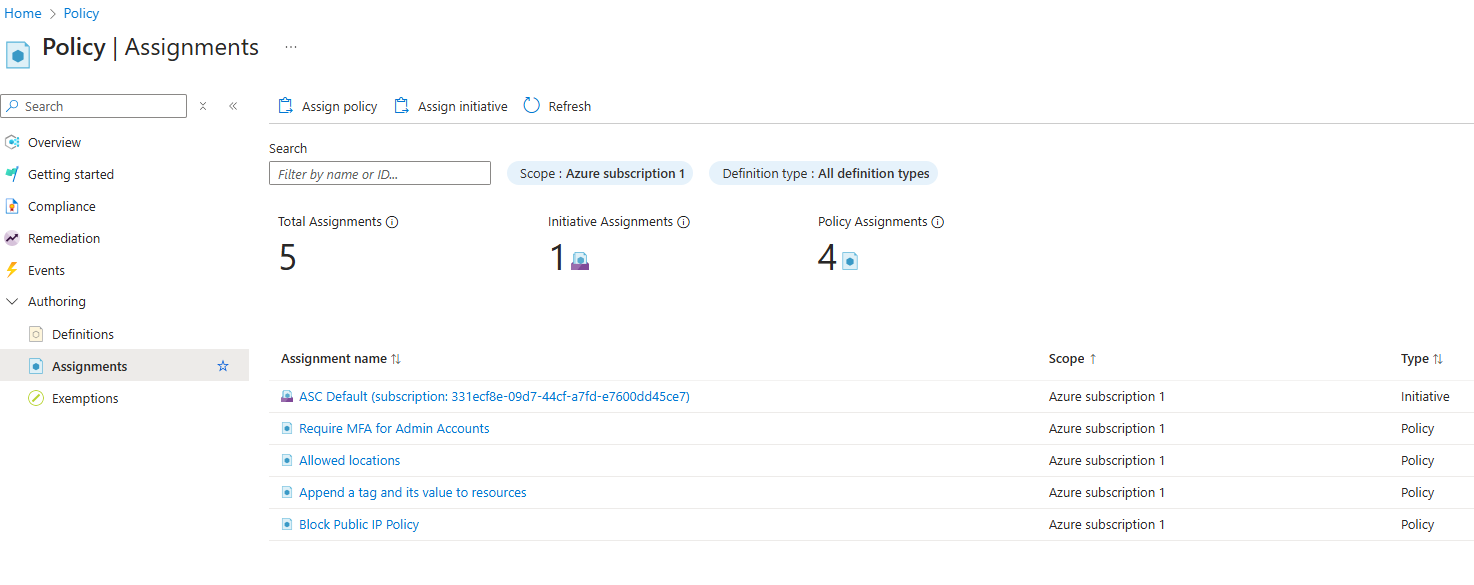 Home > Policy
Policy | Assignments ...
Search
Overview
Getting started
Compliance
Remediation
Events
Authoring
Definitions
Assignments
Exemptions
Assign policy Assign initiative Refresh
Search
Filter by name or ID... Scope : Azure subscription 1 Definition type : All definition types
Total Assignments Initiative Assignments Policy Assignments
5 1 4
Assignment name Scope Type
ASC Default (subscription: 331ecf8e-09d7-44cf-a7fd-e7600dd45ce7) Azure subscription 1 Initiative
Require MFA for Admin Accounts Azure subscription 1 Policy
Allowed locations Azure subscription 1 Policy
Append a tag and its value to resources Azure subscription 1 Policy
Block Public IP Policy Azure subscription 1 Policy